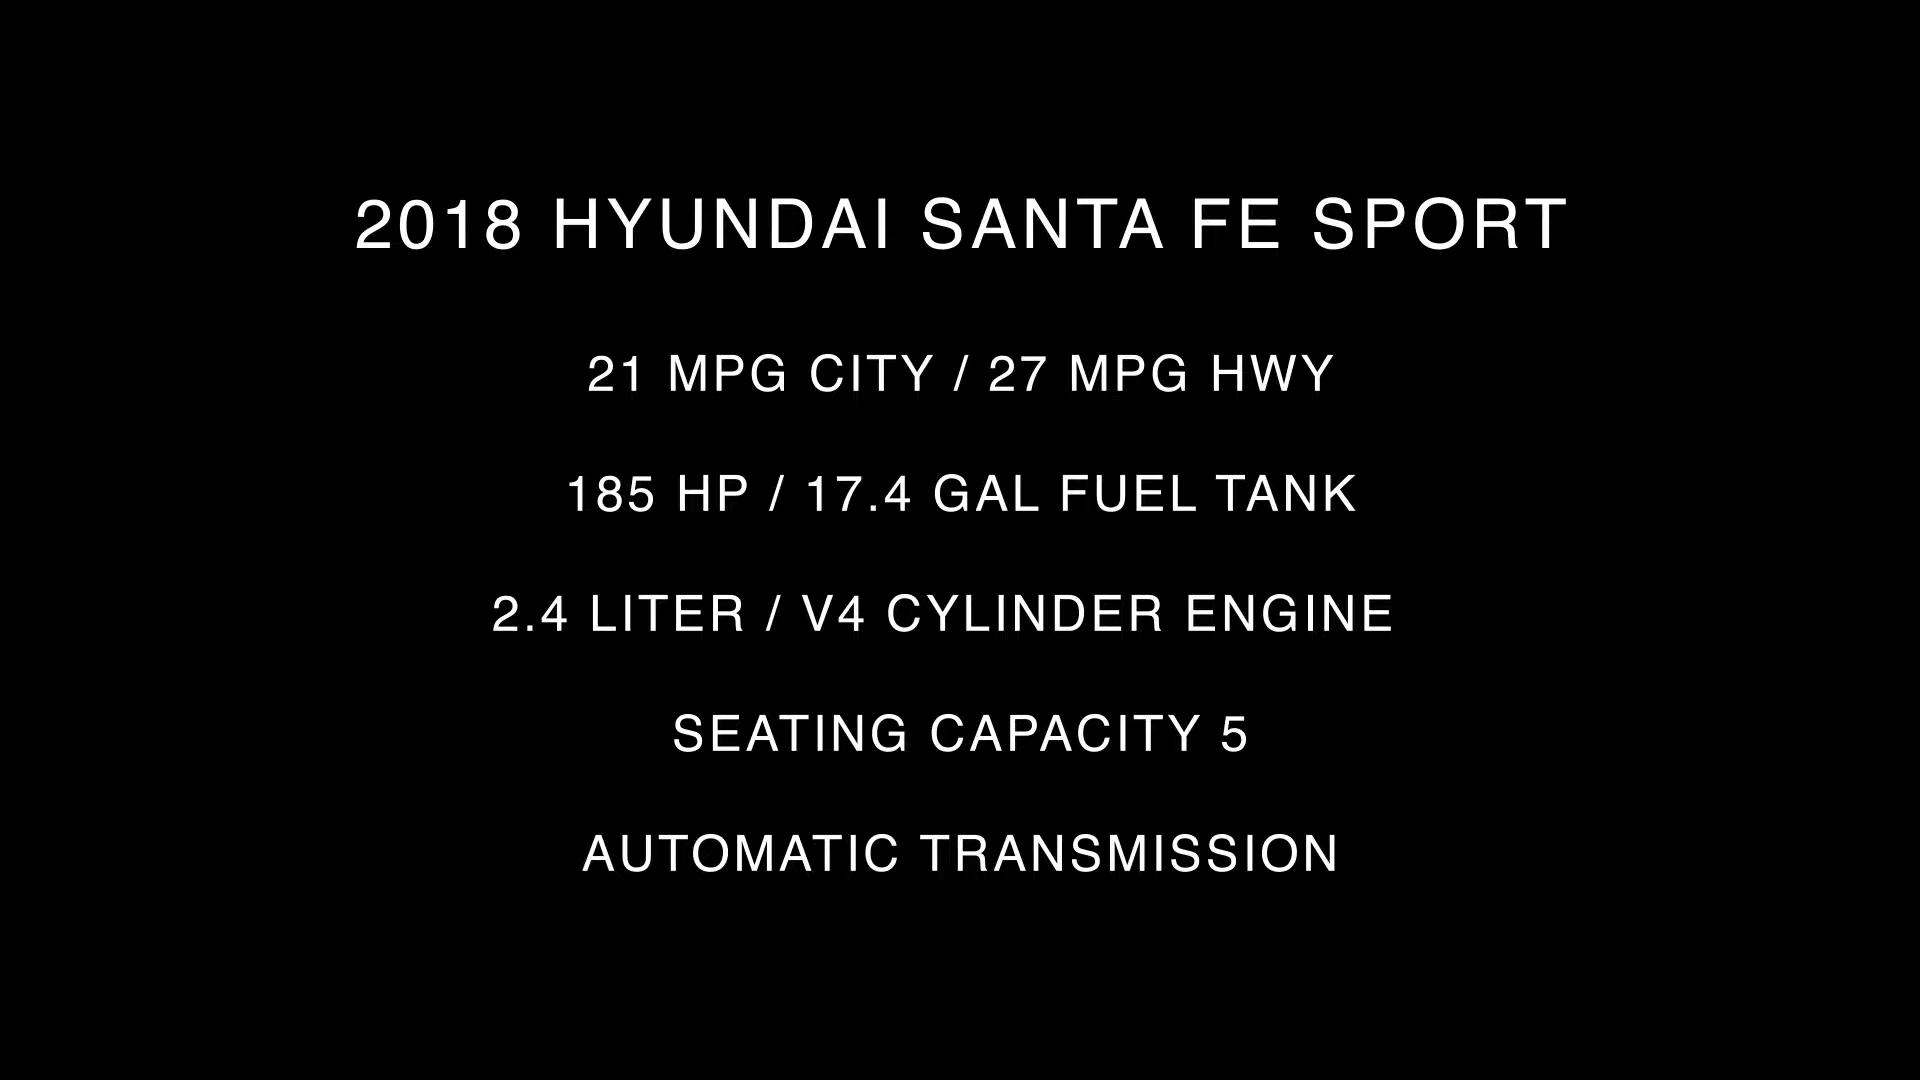 2018 HYUNDAI SANTA FE SPORT
21 MPG CITY / 27 MPG HWY
185 HP / 17.4 GAL FUEL TANK
2.4 LITER / V4 CYLINDER ENGINE
SEATING CAPACITY 5
AUTOMATIC TRANSMISSION